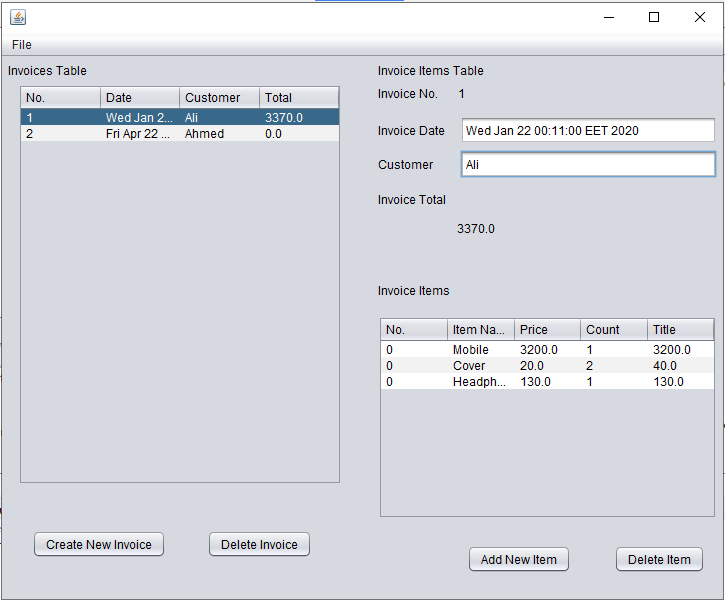 File
Invoices Table
No. Date Customer Total
1 Wed Jan 2... Ali 3370.0
2 Fri Apr 22 ... Ahmed 0.0
Create New Invoice Delete Invoice
Invoice Items Table
Invoice No. 1
Invoice Date Wed Jan 22 00:11:00 EET 2020
Customer Ali
Invoice Total
3370.0
Invoice Items
No. Item Na... Price Count Title
0 Mobile 3200.0 1 3200.0
0 Cover 20.0 2 40.0
0 Headph... 130.0 1 130.0
Add New Item Delete Item